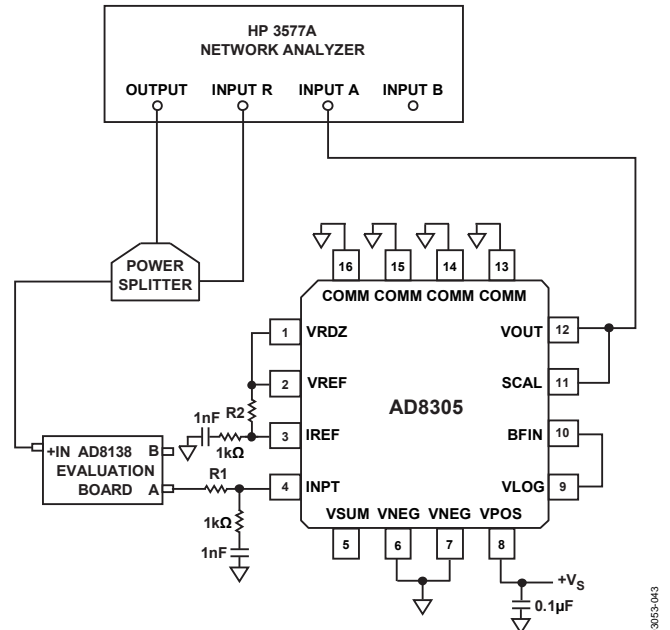 HP 3577A
NETWORK ANALYZER
OUTPUT INPUT R INPUT A INPUT B
POWER
SPLITTER
16 15 14 13
COMM COMM COMM COMM
1 VRDZ
VOUT 12
2 VREF
SCAL 11
R2
AD8305
1nF
3 IREF
BFIN 10
1kΩ
+IN AD8138 B
EVALUATION
BOARD A
R1
4 INPT
VLOG 9
1kΩ
1nF
VSUM VNEG VNEG VPOS
5 6 7 8
+VS
0.1µF
3053-043